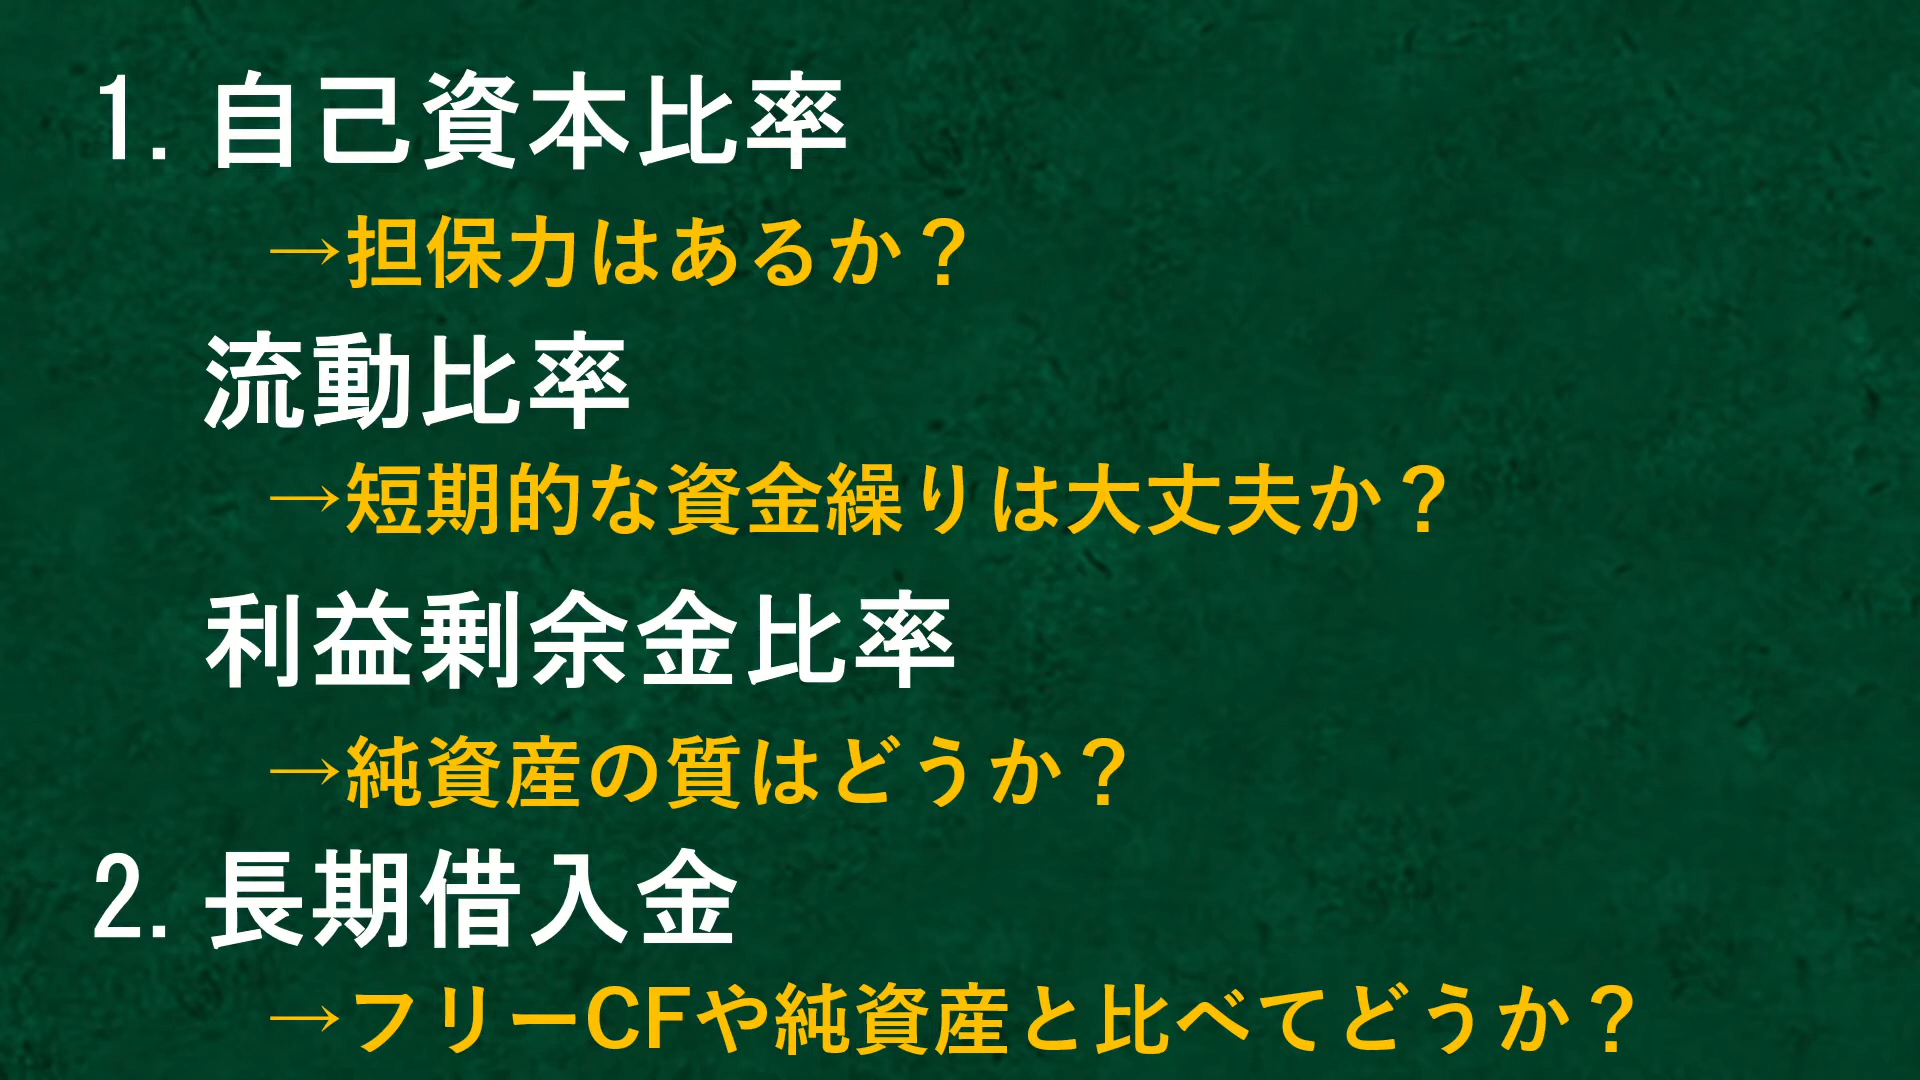 1. 自己資本比率
→担保力はあるか？
流動比率
→短期的な資金繰りは大丈夫か？
利益剰余金比率
→純資産の質はどうか？
2. 長期借入金
→フリーCFや純資産と比べてどうか？